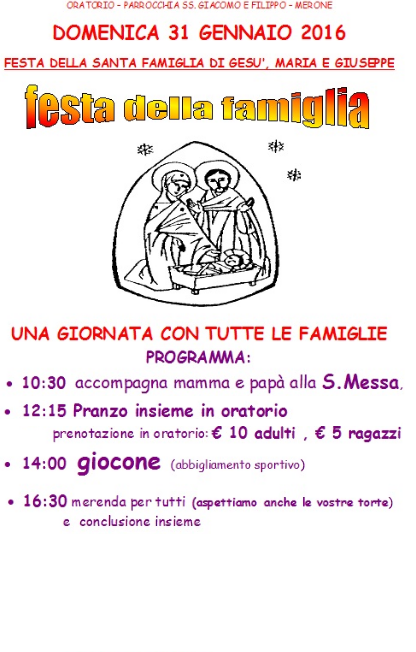 ORATORIO - PARROCCHIA SS. GIACOMO E FILIPPO - MERONE
DOMENICA 31 GENNAIO 2016
FESTA DELLA SANTA FAMIGLIA DI GESU', MARIA E GIUSEPPE
festa della famiglia
UNA GIORNATA CON TUTTE LE FAMIGLIE
PROGRAMMA:
• 10:30 accompagna mamma e papà alla S.Messa,
• 12:15 Pranzo insieme in oratorio
prenotazione in oratorio: € 10 adulti , € 5 ragazzi
• 14:00 giocone (abbigliamento sportivo)
• 16:30 merenda per tutti (aspettiamo anche le vostre torte)
e conclusione insieme